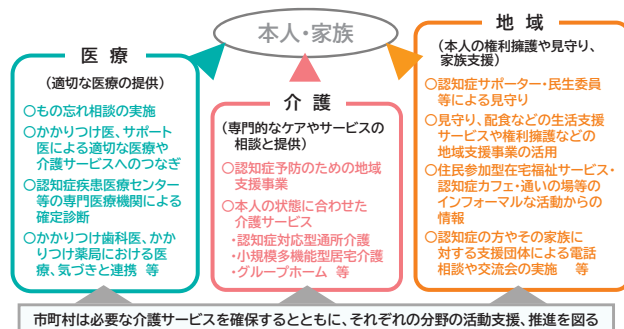 本人・家族
医 療
(適切な医療の提供)
○もの忘れ相談の実施
○かかりつけ医、サポート
医による適切な医療や
介護サービスへのつなぎ
○認知症疾患医療センター
等の専門医療機関による
確定診断
○かかりつけ歯科医、かか
りつけ薬局における医
療、気づきと連携 等
介 護
(専門的なケアやサービスの
相談と提供)
○認知症予防のための地域
支援事業
○本人の状態に合わせた
介護サービス
・認知症対応型通所介護
・小規模多機能型居宅介護
・グループホーム 等
地 域
(本人の権利擁護や見守り、
家族支援)
○認知症サポーター・民生委員
等による見守り
○見守り、配食などの生活支援
サービスや権利擁護などの
地域支援事業の活用
○住民参加型在宅福祉サービス・
認知症カフェ・通いの場等の
インフォーマルな活動からの
情報
○認知症の方やその家族に
対する支援団体による電話
相談や交流会の実施 等
市町村は必要な介護サービスを確保するとともに、それぞれの分野の活動支援、推進を図る